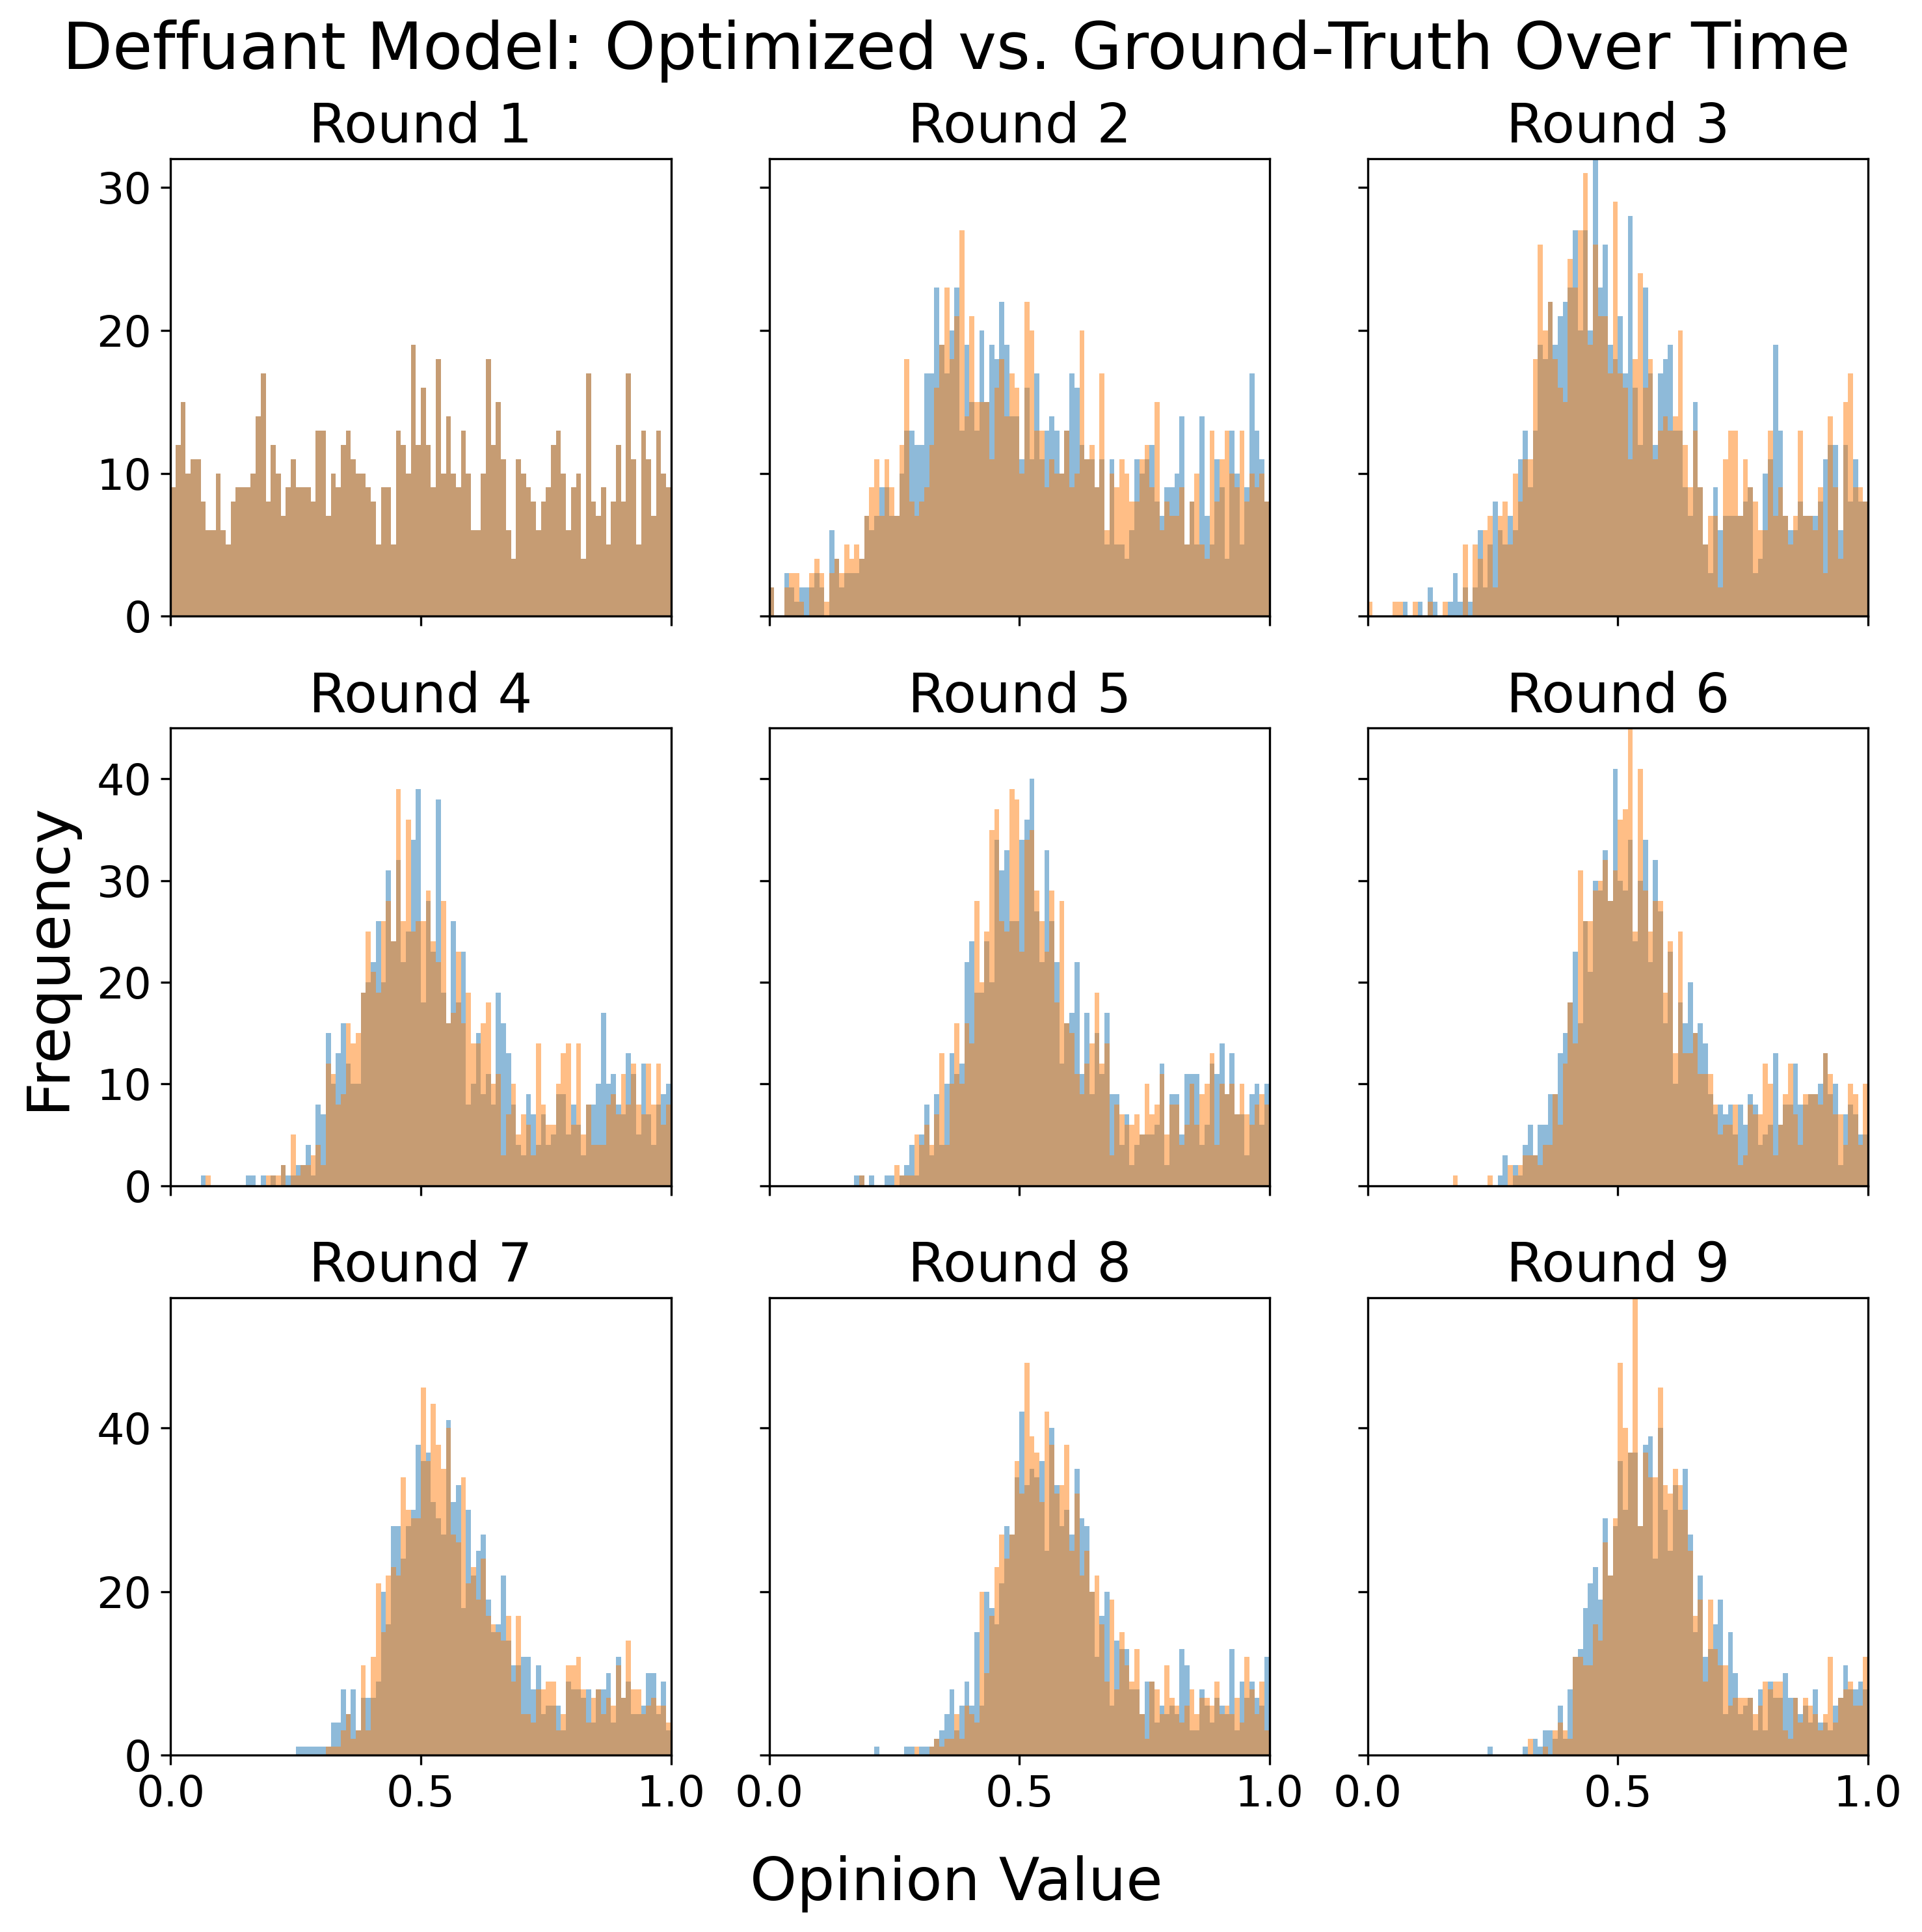 Deffuant Model: Optimized vs. Ground-Truth Over Time
Round 1
Round 2
Round 3
30
20
10
0
Round 4
Round 5
Round 6
40
30
20
10
0
Frequency
Round 7
Round 8
Round 9
40
20
0
0.0 0.5 1.0 0.0 0.5 1.0 0.0 0.5 1.0
Opinion Value